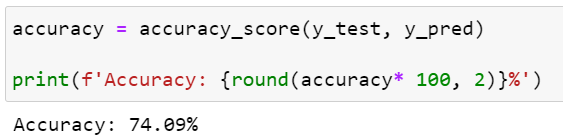 accuracy = accuracy_score(y_test, y_pred)
print(f'Accuracy: {round(accuracy* 100, 2)}%')
Accuracy: 74.09%